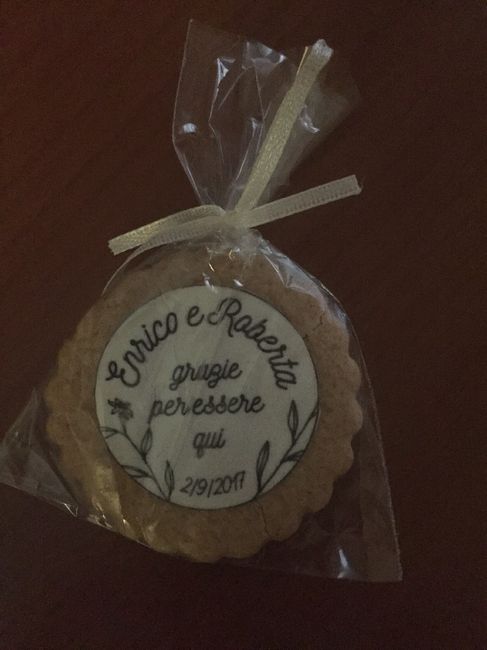 Enrico e Roberta
grazie
per essere
qui
2/9/2017